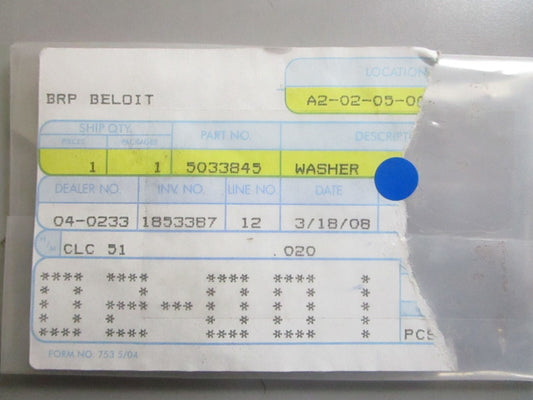 LOCATION
BRP BELOIT
A2-02-05-0
SHIP QTY.
PIECES PACKAGES PART NO.
1 1 5033845 WASHER
DEALER NO. INV. NO. LINE NO. DATE
04-0233 1853387 12 3/18/08
CLC 51 .020
**** **** **** **** *
* * * * * * * *
* * ****-*** * * * * *
* * * * * * * *
**** **** **** **** *
PCS
FORM NO. 753 5/04